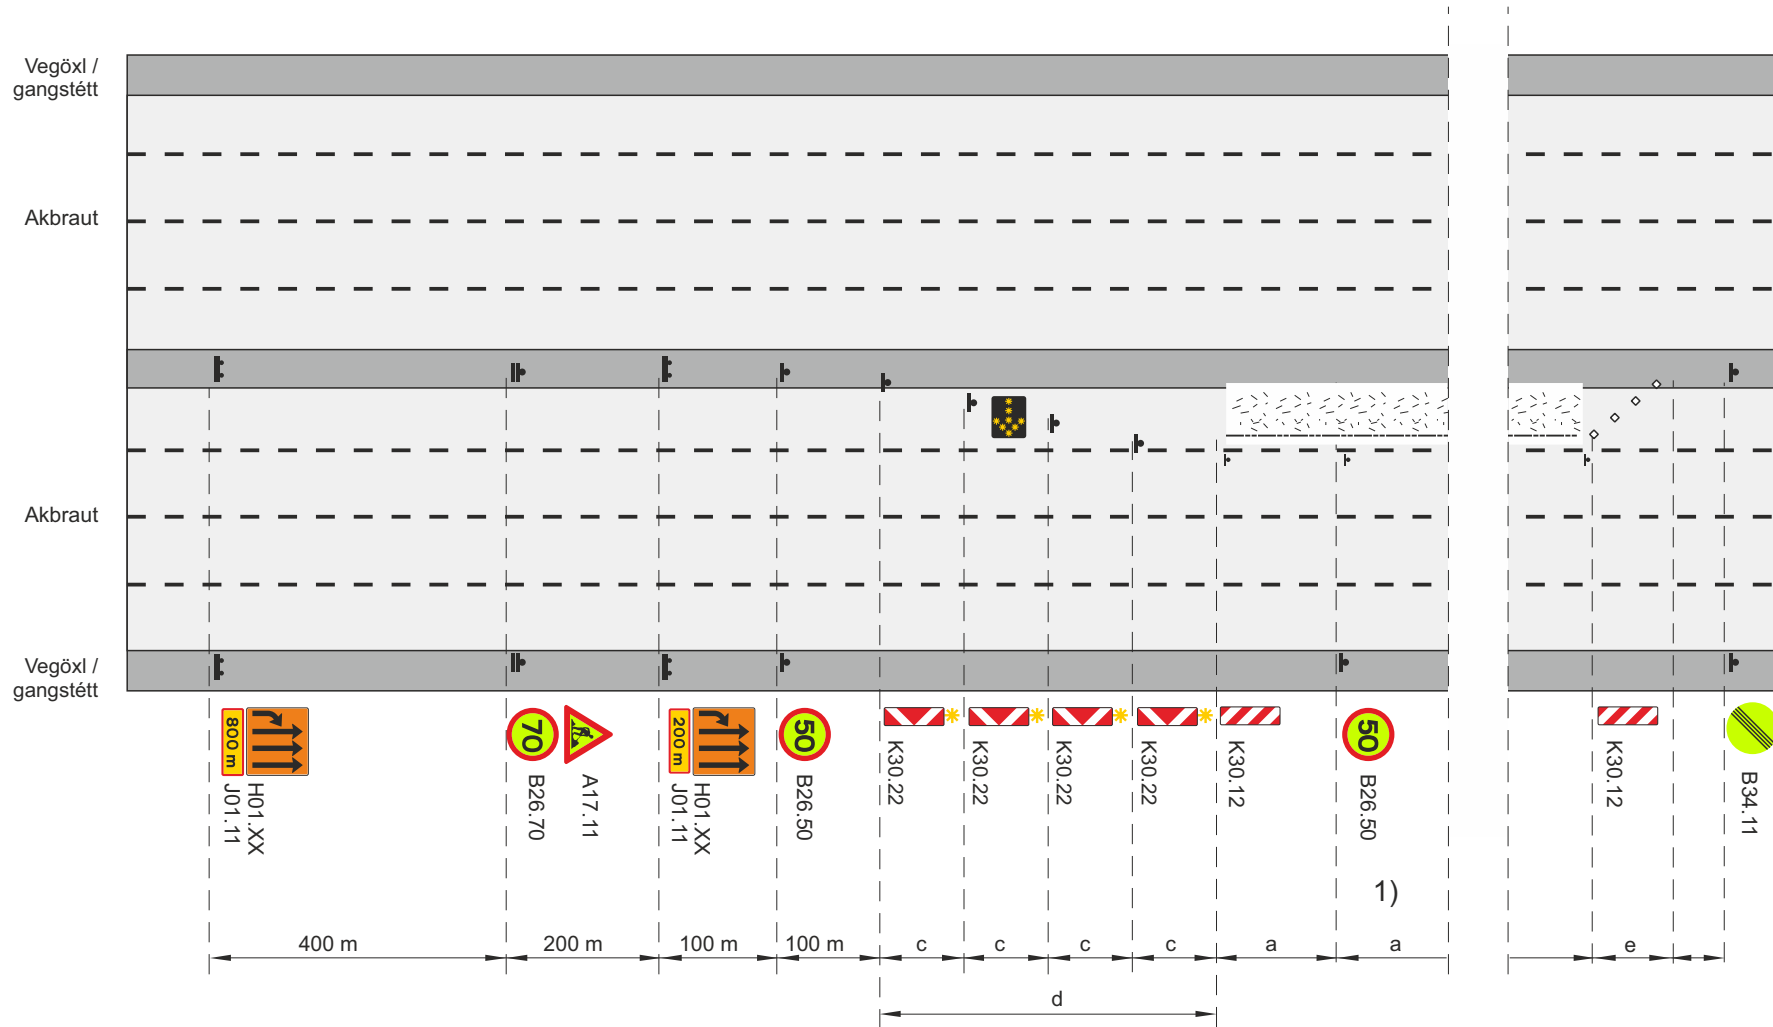 Vegöxl /
gangstétt
Akbraut
Akbraut
Vegöxl /
gangstétt
800 m
H01.XX
J01.11
70
B26.70
A17.11
200 m
H01.XX
J01.11
50
B26.50
K30.22
K30.22
K30.22
K30.22
K30.12
50
B26.50
K30.12
B34.11
1)
400 m
200 m
100 m
100 m
c
c
c
c
a
a
e
d